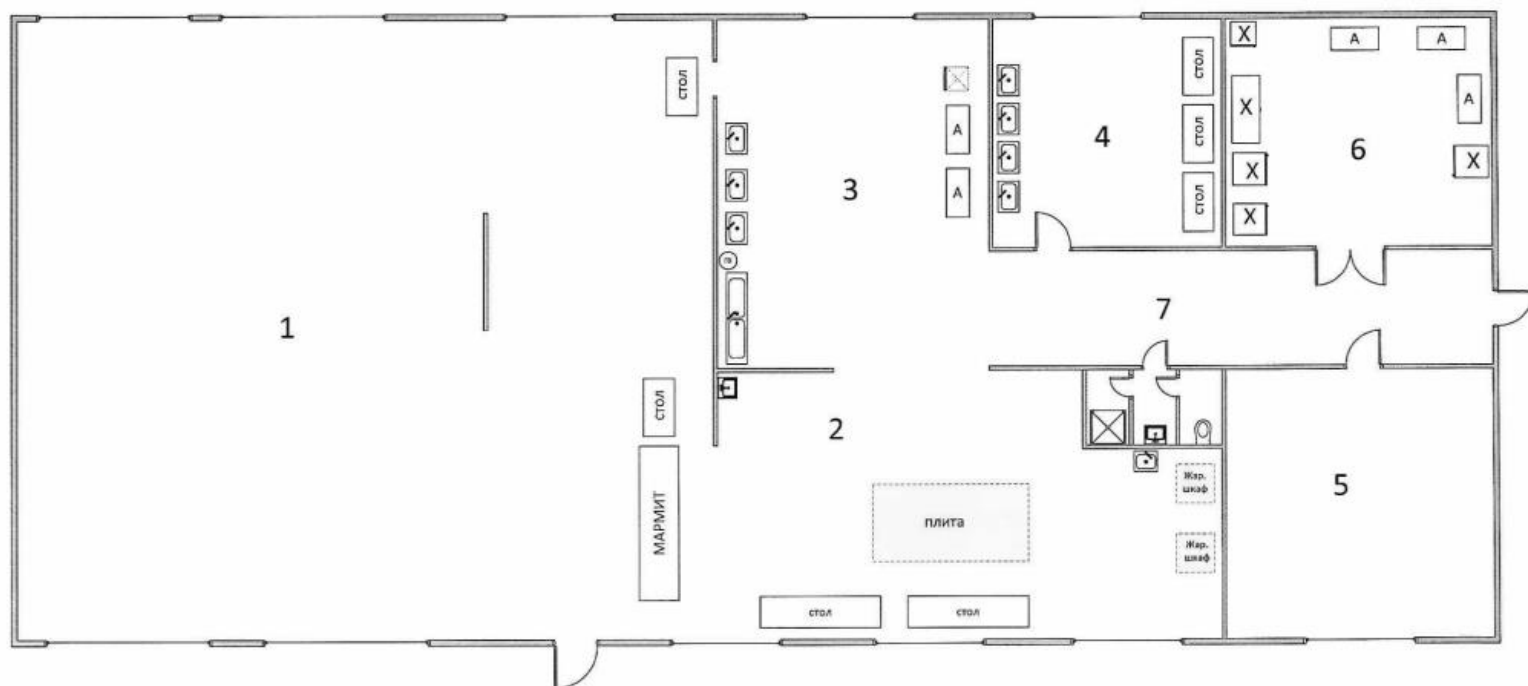 X
А
А
стол
стол
X
А
А
стол
4
6
X
X
3
А
стол
X
1
7
стол
2
5
Жар.
шкаф
МАРМИТ
плита
Жар.
шкаф
стол
стол